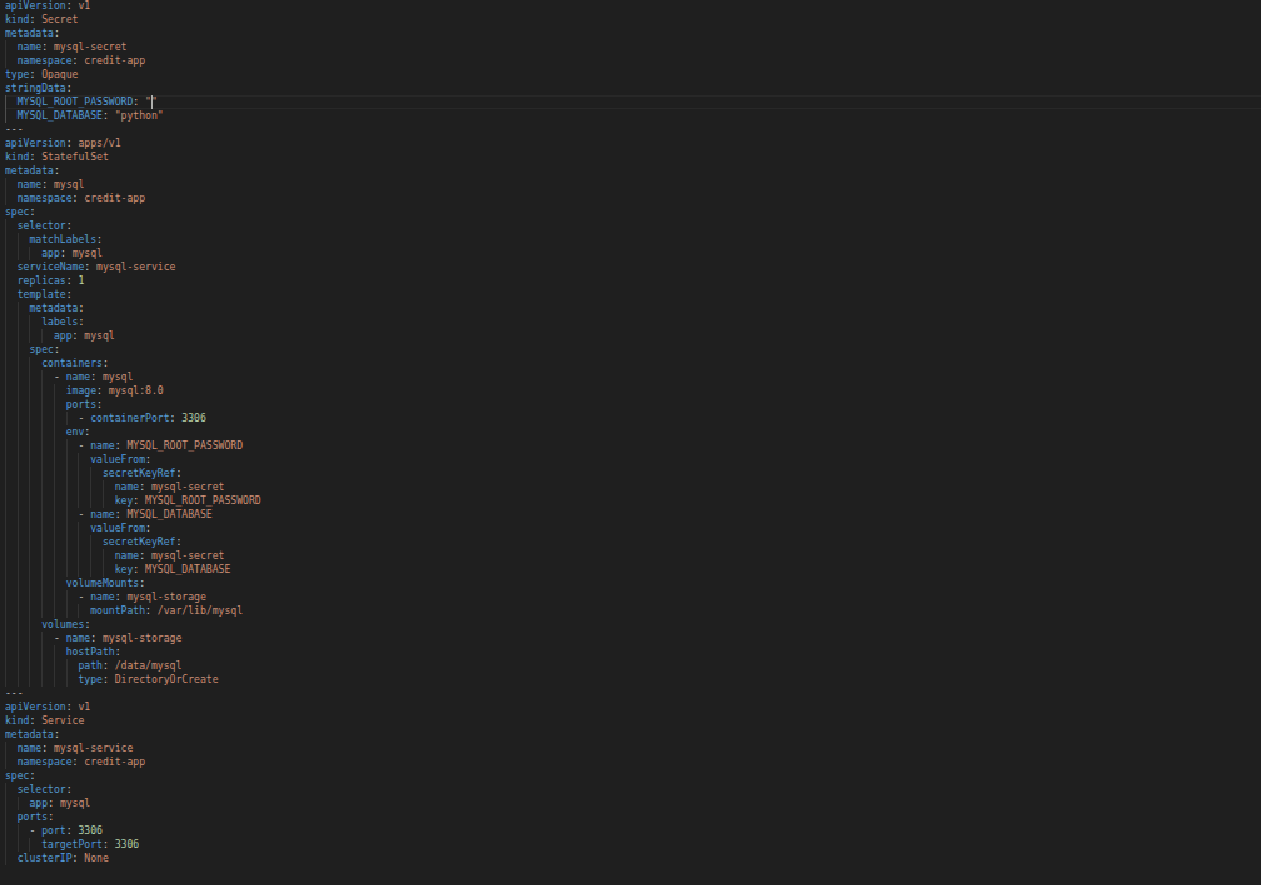 apiVersion: v1
kind: Secret
metadata:
  name: mysql-secret
  namespace: credit-app
type: Opaque
stringData:
  MYSQL_ROOT_PASSWORD: ""
  MYSQL_DATABASE: "python"
---
apiVersion: apps/v1
kind: StatefulSet
metadata:
  name: mysql
  namespace: credit-app
spec:
  selector:
    matchLabels:
      app: mysql
  serviceName: mysql-service
  replicas: 1
  template:
    metadata:
      labels:
        app: mysql
    spec:
      containers:
        - name: mysql
          image: mysql:8.0
          ports:
            - containerPort: 3306
          env:
            - name: MYSQL_ROOT_PASSWORD
              valueFrom:
                secretKeyRef:
                  name: mysql-secret
                  key: MYSQL_ROOT_PASSWORD
            - name: MYSQL_DATABASE
              valueFrom:
                secretKeyRef:
                  name: mysql-secret
                  key: MYSQL_DATABASE
          volumeMounts:
            - name: mysql-storage
              mountPath: /var/lib/mysql
      volumes:
        - name: mysql-storage
          hostPath:
            path: /data/mysql
            type: DirectoryOrCreate
---
apiVersion: v1
kind: Service
metadata:
  name: mysql-service
  namespace: credit-app
spec:
  selector:
    app: mysql
  ports:
    - port: 3306
      targetPort: 3306
  clusterIP: None